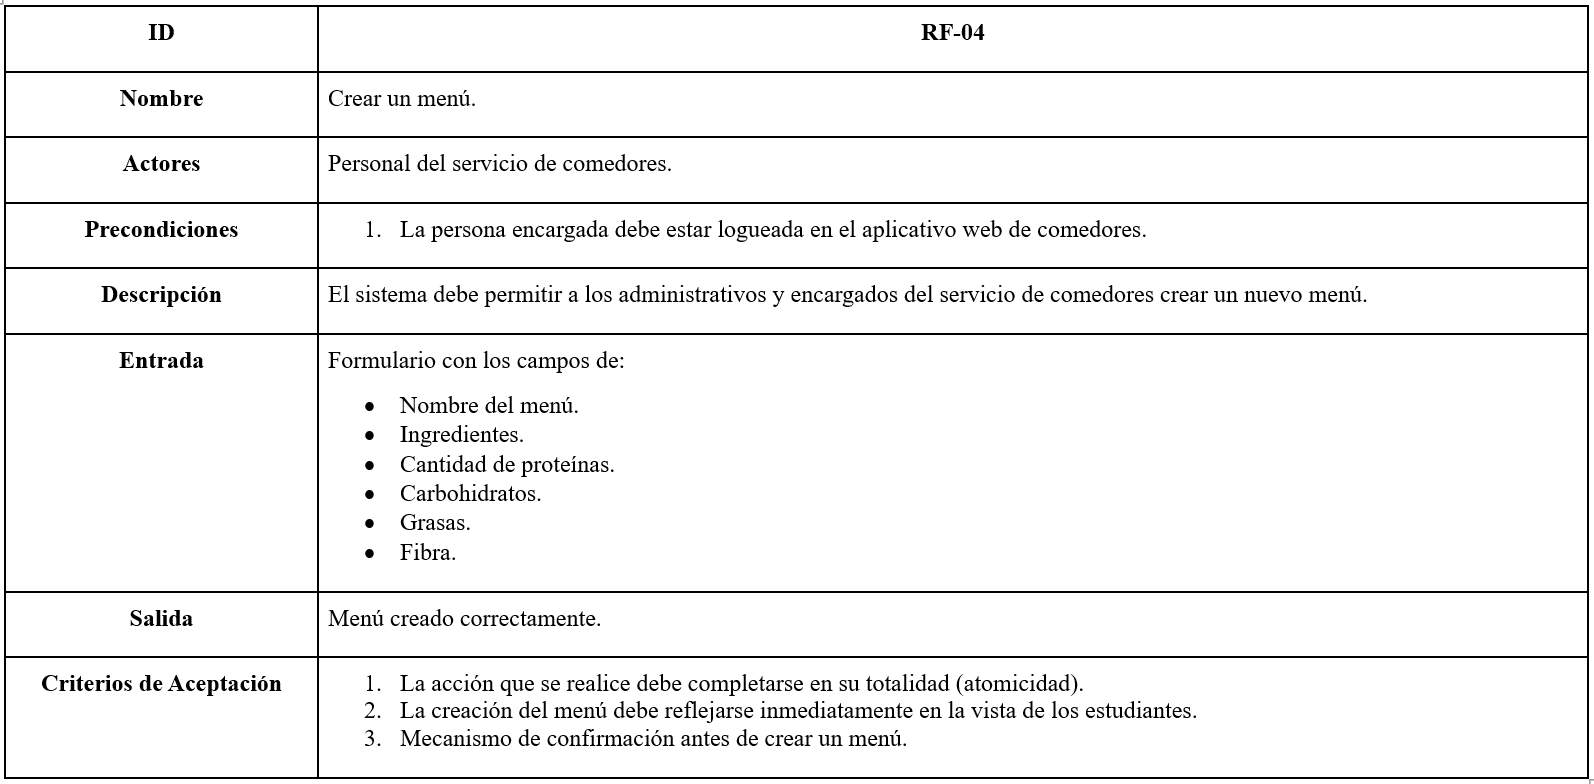 ID
RF-04
Nombre
Crear un menú.
Actores
Personal del servicio de comedores.
Precondiciones
1. La persona encargada debe estar logueada en el aplicativo web de comedores.
Descripción
El sistema debe permitir a los administrativos y encargados del servicio de comedores crear un nuevo menú.
Entrada
Formulario con los campos de:
• Nombre del menú.
• Ingredientes.
• Cantidad de proteínas.
• Carbohidratos.
• Grasas.
• Fibra.
Salida
Menú creado correctamente.
Criterios de Aceptación
1. La acción que se realice debe completarse en su totalidad (atomicidad).
2. La creación del menú debe reflejarse inmediatamente en la vista de los estudiantes.
3. Mecanismo de confirmación antes de crear un menú.